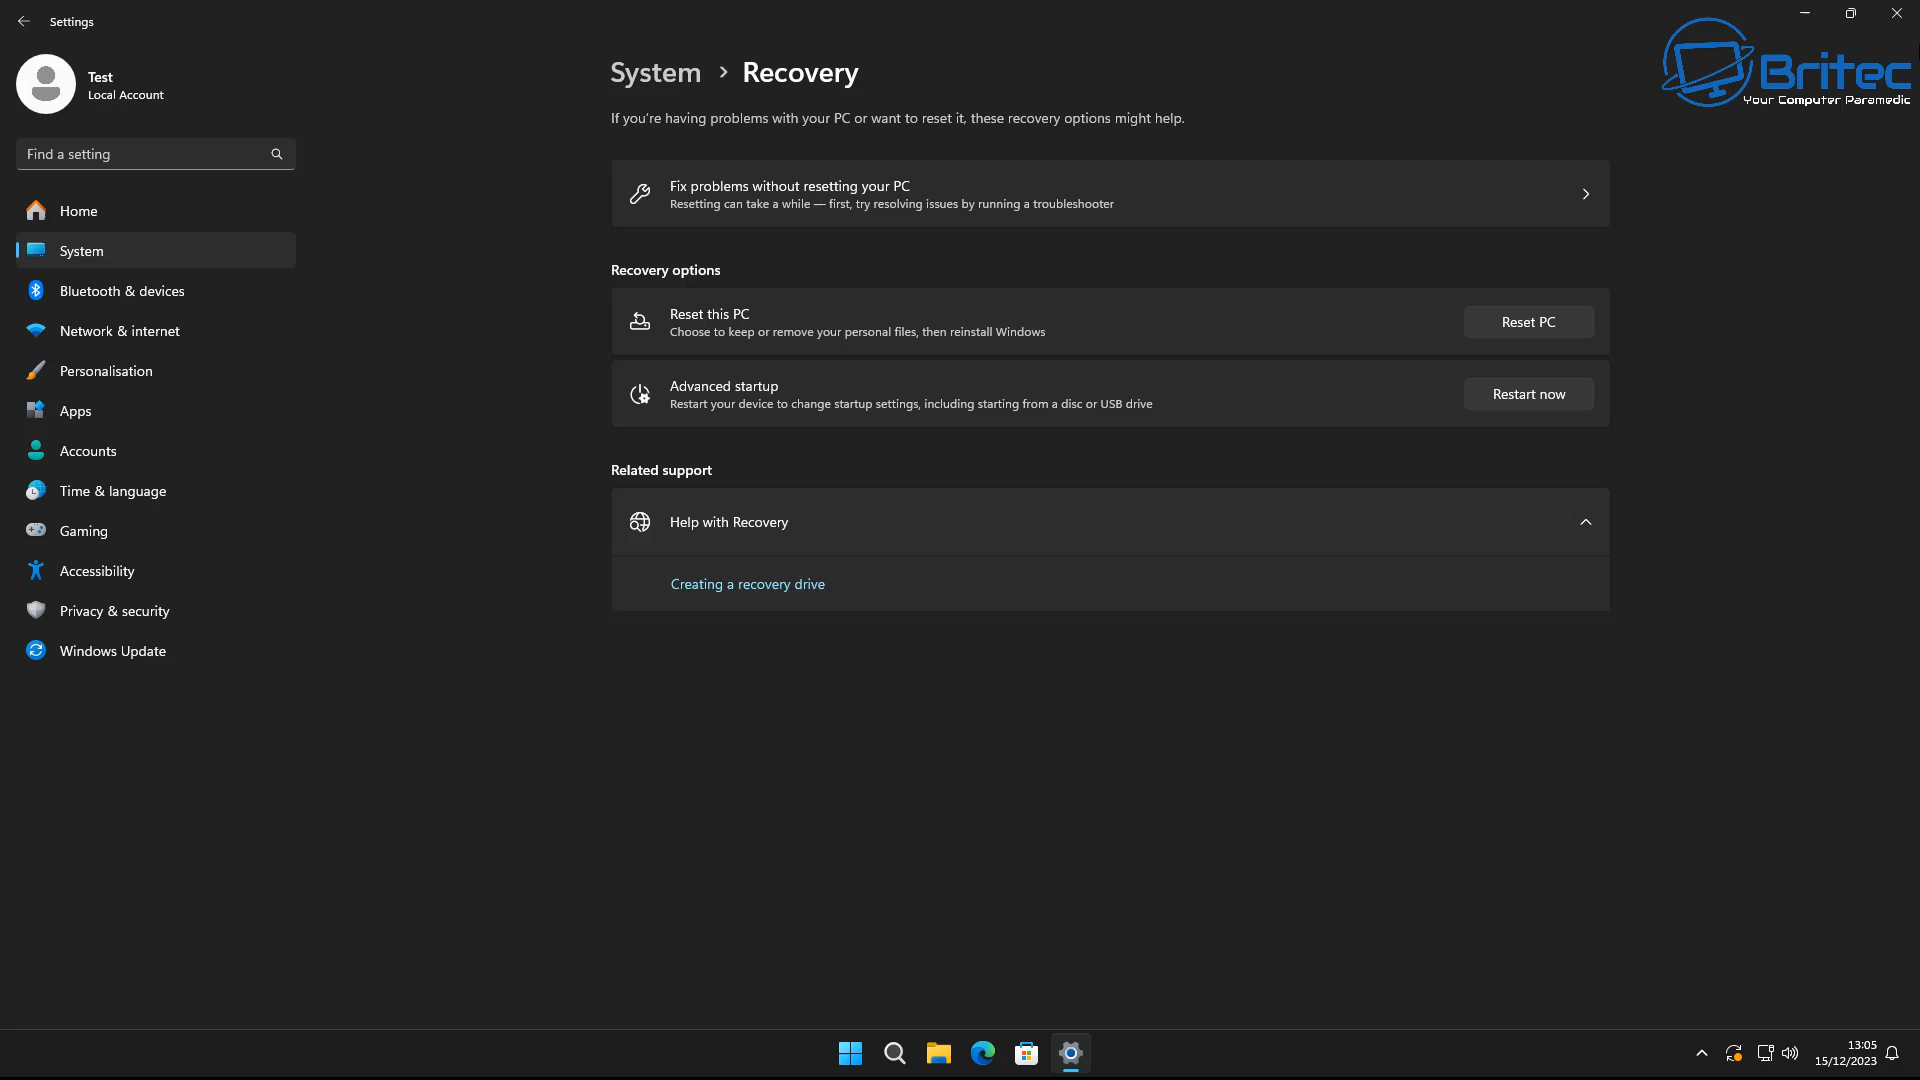 Settings
Test
Local Account
Find a setting
Home
System
Bluetooth & devices
Network & internet
Personalisation
Apps
Accounts
Time & language
Gaming
Accessibility
Privacy & security
Windows Update
System > Recovery
If you're having problems with your PC or want to reset it, these recovery options might help.
Fix problems without resetting your PC
Resetting can take a while — first, try resolving issues by running a troubleshooter
Recovery options
Reset this PC
Choose to keep or remove your personal files, then reinstall Windows
Reset PC
Advanced startup
Restart your device to change startup settings, including starting from a disc or USB drive
Restart now
Related support
Help with Recovery
Creating a recovery drive
Britec
Your Computer Paramedic
13:05
15/12/2023